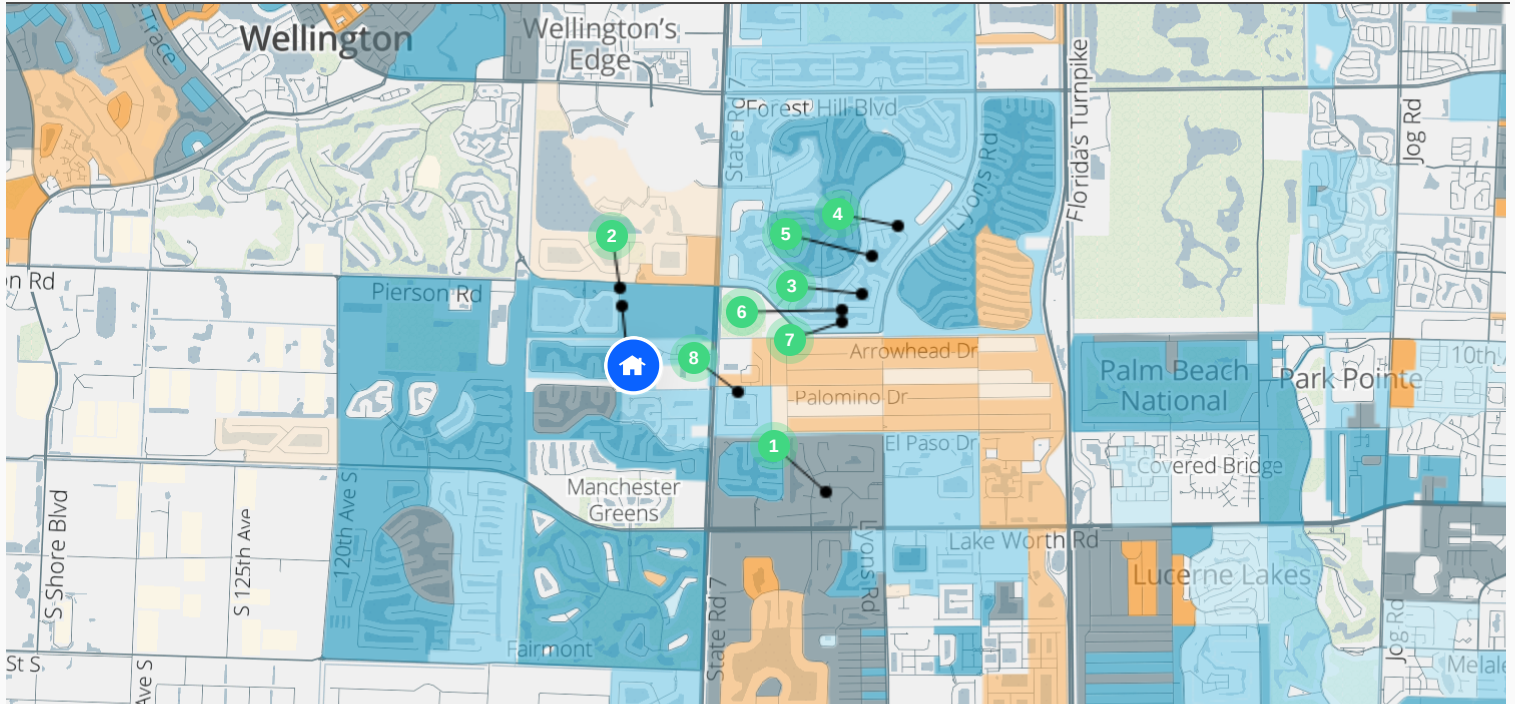 Trace
Wellington
Wellington's
Edge
State Rd 7
Forest Hill Blvd
Lyons Rd
Florida's Turnpike
Jog Rd
4
5
2
n Rd
Pierson Rd
3
6
7
8
Arrowhead Dr
Palomino Dr
Palm Beach
National
Park Pointe
10th
1
El Paso Dr
Covered Bridge
Manchester
Greens
S Shore Blvd
S 125th Ave
120th Ave S
Lyons Rd
Lake Worth Rd
Lucerne Lakes
State Rd 7
Jog Rd
Fairmont
St S
Ave S
Melale